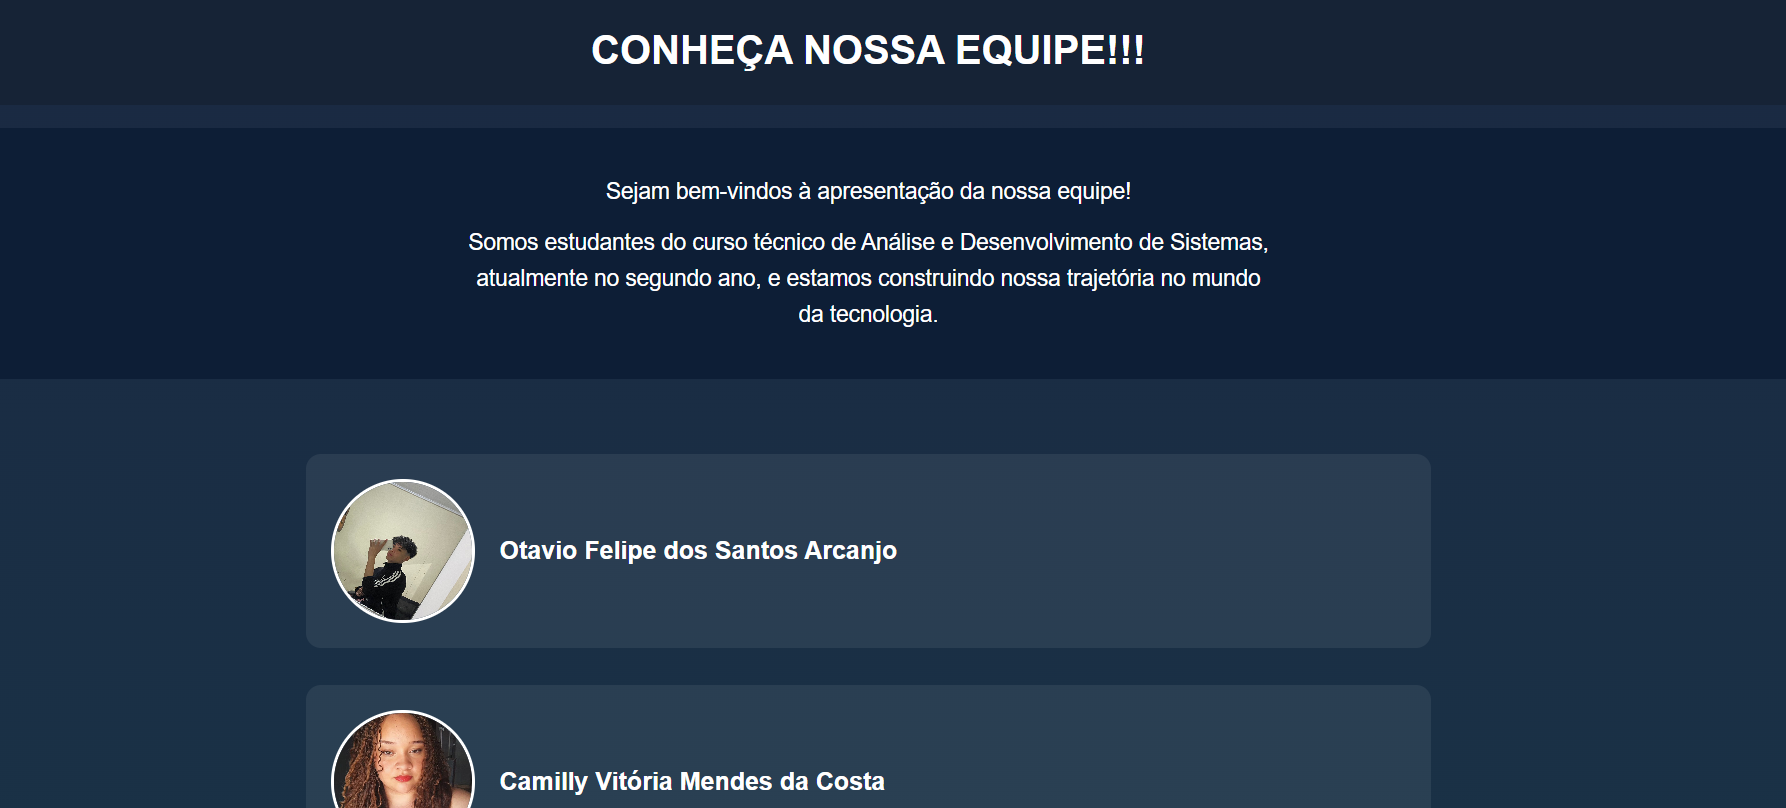 CONHEÇA NOSSA EQUIPE!!!
Sejam bem-vindos à apresentação da nossa equipe!
Somos estudantes do curso técnico de Análise e Desenvolvimento de Sistemas,
atualmente no segundo ano, e estamos construindo nossa trajetória no mundo
da tecnologia.
Otavio Felipe dos Santos Arcanjo
Camilly Vitória Mendes da Costa